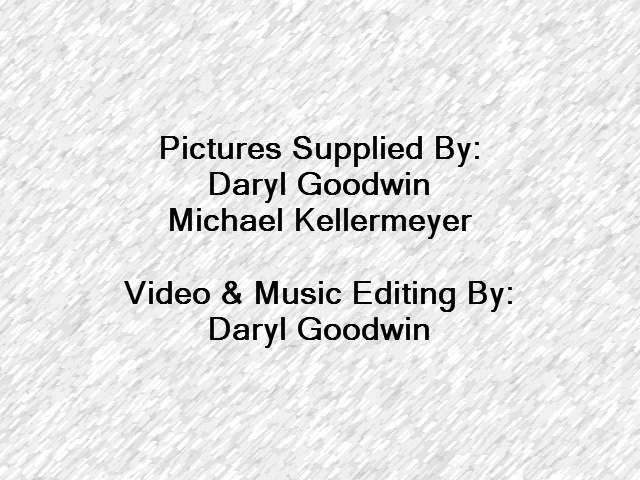 Pictures Supplied By:
Daryl Goodwin
Michael Kellermeyer
Video & Music Editing By:
Daryl Goodwin